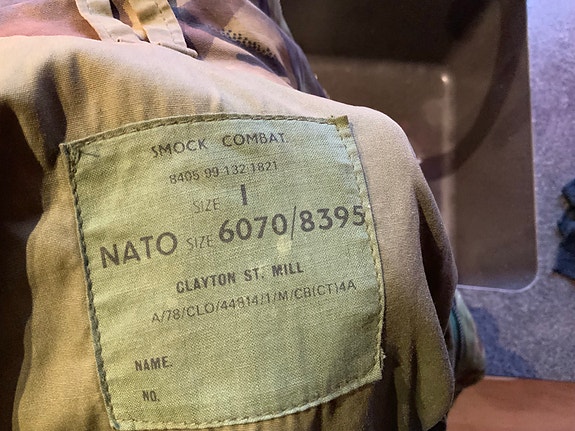 SMOCK COMBAT.
8405 99-132-1821
SIZE 1
NATO SIZE 6070/8395
CLAYTON ST. MILL
A/78/CLO/44814/1/M/CB(CT)4A
NAME.
NO.